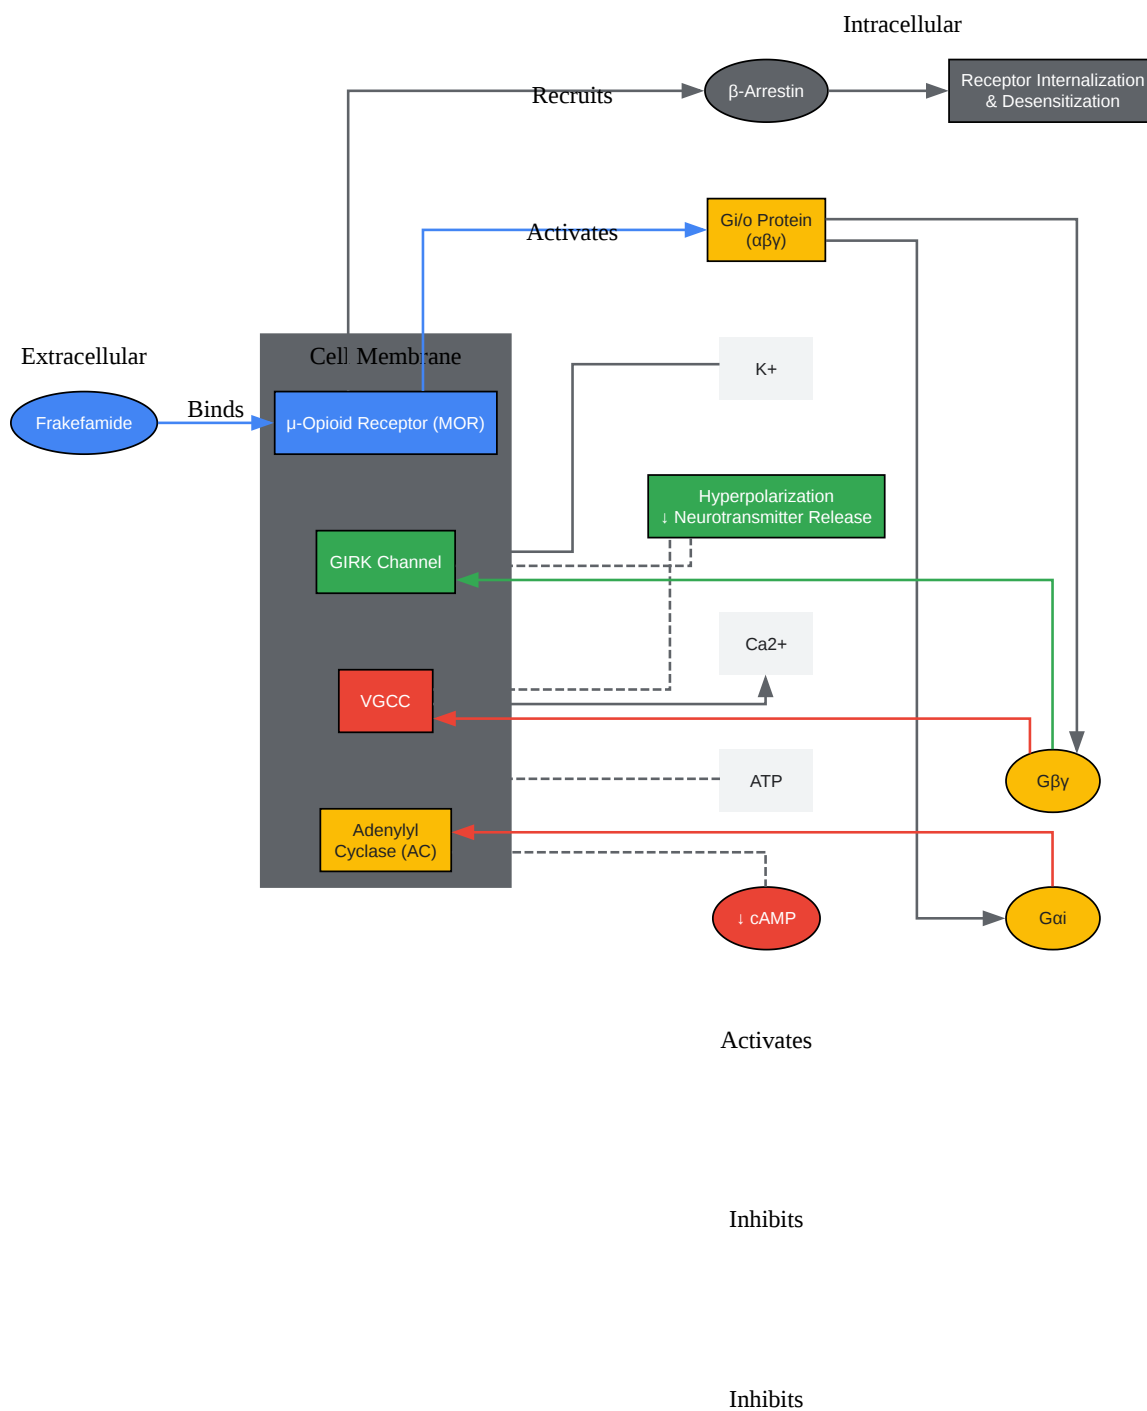 Intracellular
Recruits
β-Arrestin
Receptor Internalization
& Desensitization
Activates
Gi/o Protein
(αβγ)
Extracellular
Cell Membrane
K+
Frakefamide
Binds
μ-Opioid Receptor (MOR)
Hyperpolarization
↓ Neurotransmitter Release
GIRK Channel
Ca2+
VGCC
ATP
Gβγ
Adenylyl
Cyclase (AC)
↓ cAMP
Gαi
Activates
Inhibits
Inhibits